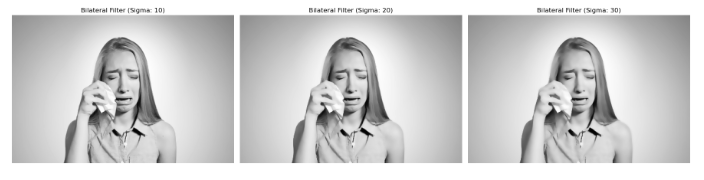 Bilateral Filter (Sigma: 10)
Bilateral Filter (Sigma: 20)
Bilateral Filter (Sigma: 30)